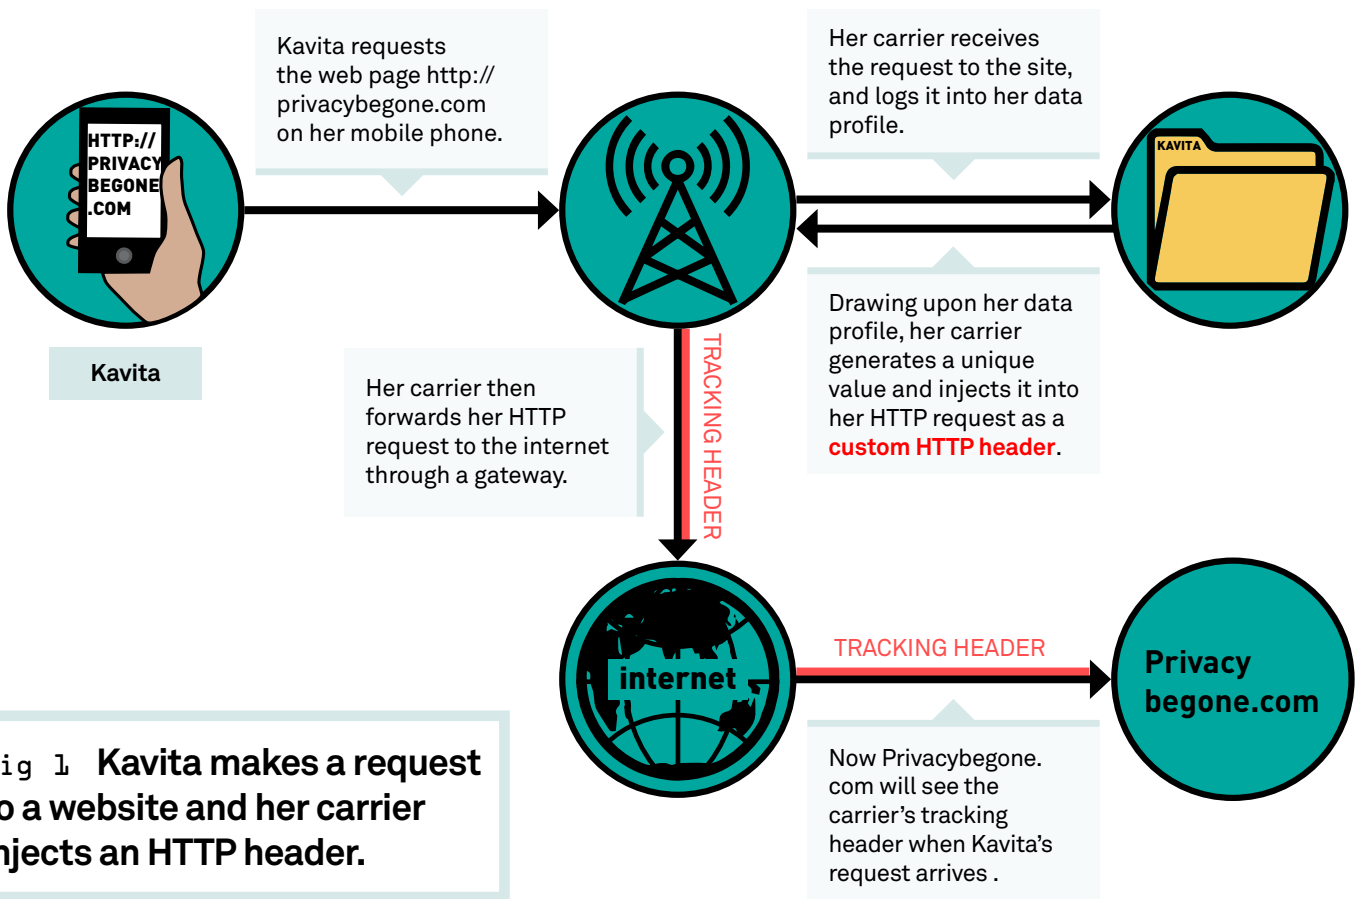 Kavita requests
the web page http://
privacybegone.com
on her mobile phone.
Her carrier receives
the request to the site,
and logs it into her data
profile.
HTTP://
PRIVACY
BEGONE
.COM
KAVITA
Kavita
Drawing upon her data
profile, her carrier
generates a unique
value and injects it into
her HTTP request as a
custom HTTP header.
Her carrier then
forwards her HTTP
request to the internet
through a gateway.
TRACKING HEADER
internet
TRACKING HEADER
Privacy
begone.com
Now Privacybegone.
com will see the
carrier’s tracking
header when Kavita’s
request arrives .
ig 1 Kavita makes a request
o a website and her carrier
njects an HTTP header.